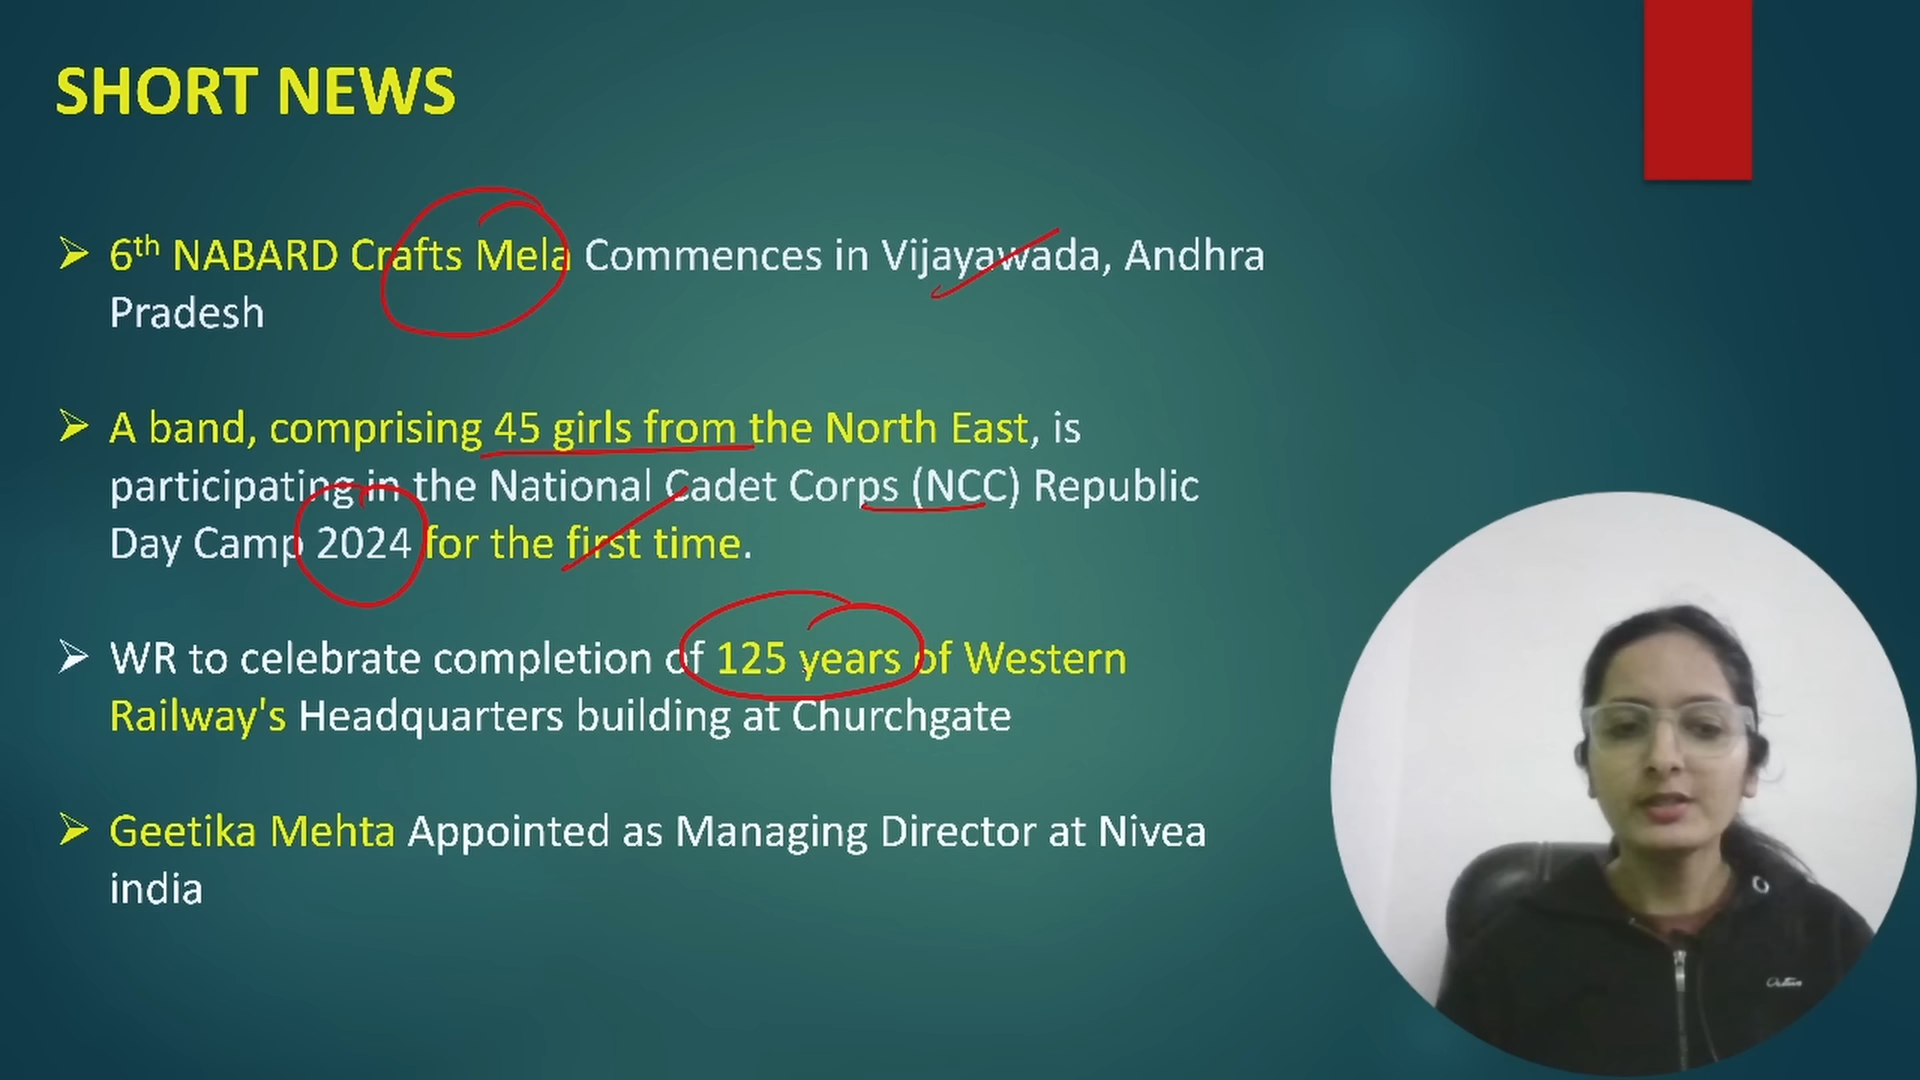 SHORT NEWS
➢ 6th NABARD Crafts Mela Commences in Vijayawada, Andhra
Pradesh
➢ A band, comprising 45 girls from the North East, is
participating in the National Cadet Corps (NCC) Republic
Day Camp 2024 for the first time.
➢ WR to celebrate completion of 125 years of Western
Railway's Headquarters building at Churchgate
➢ Geetika Mehta Appointed as Managing Director at Nivea
india